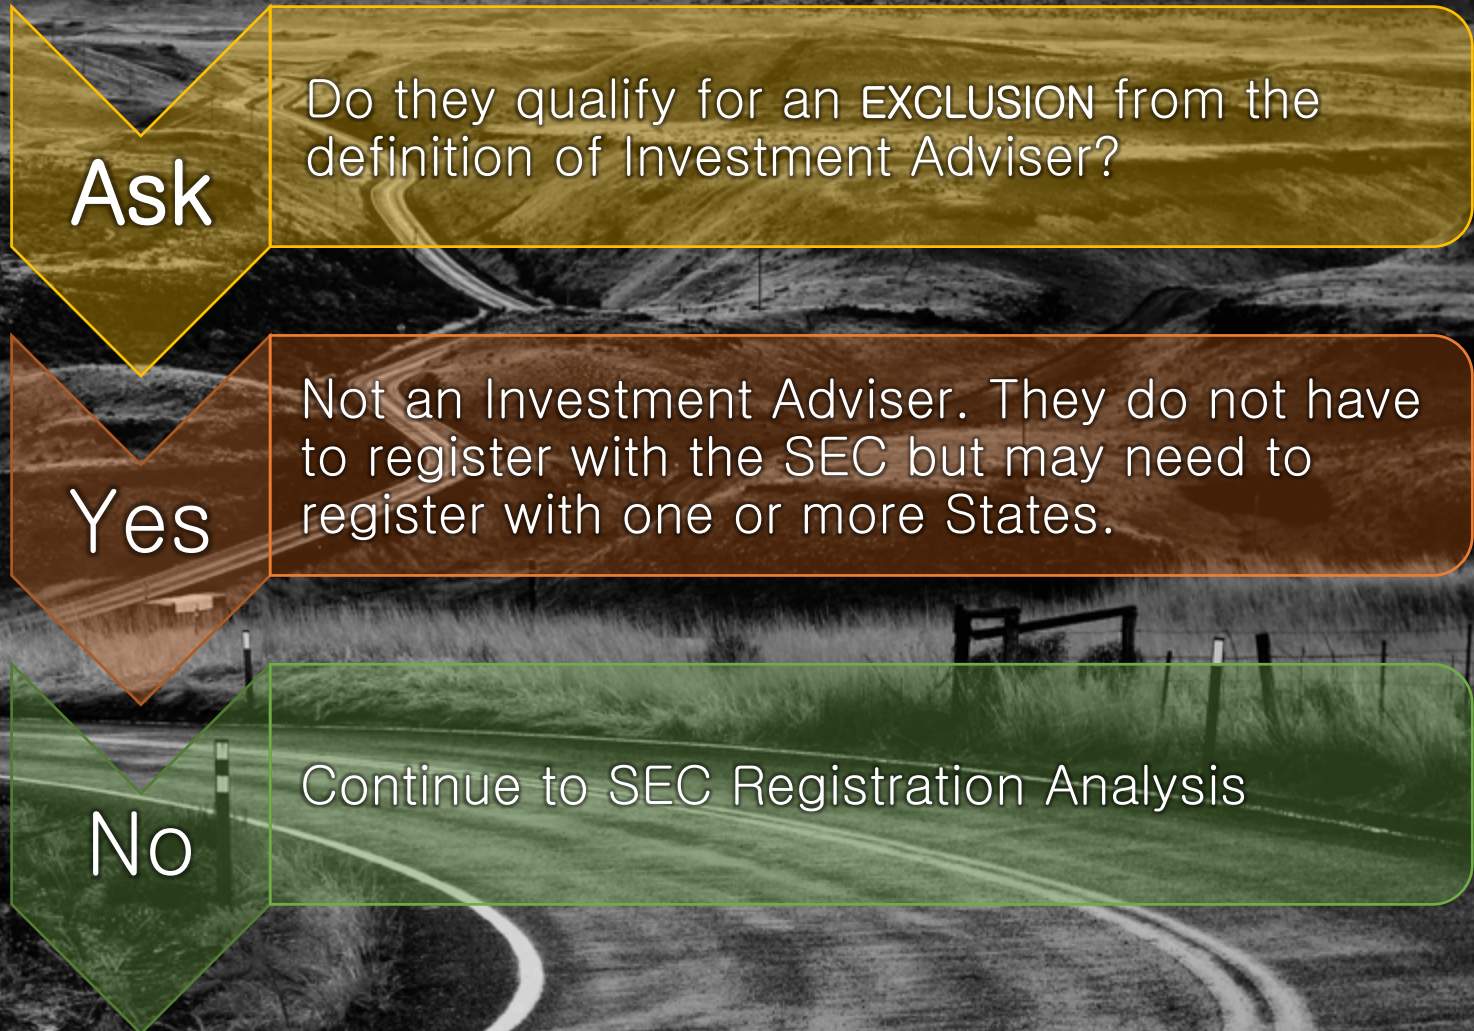 Ask
Do they qualify for an EXCLUSION from the
definition of Investment Adviser?
Yes
Not an Investment Adviser. They do not have
to register with the SEC but may need to
register with one or more States.
No
Continue to SEC Registration Analysis